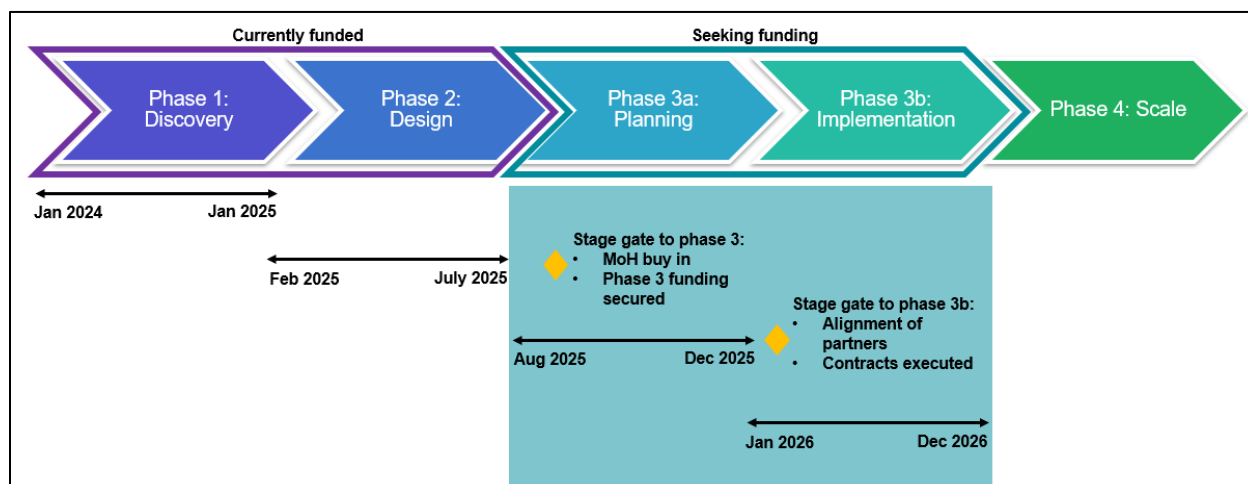 Currently funded
Seeking funding
Phase 1:
Discovery
Phase 2:
Design
Phase 3a:
Planning
Phase 3b:
Implementation
Phase 4: Scale
Jan 2024
Jan 2025
Feb 2025
July 2025
Stage gate to phase 3:
• MoH buy in
• Phase 3 funding
secured
Aug 2025
Dec 2025
Stage gate to phase 3b:
• Alignment of
partners
• Contracts executed
Jan 2026
Dec 2026